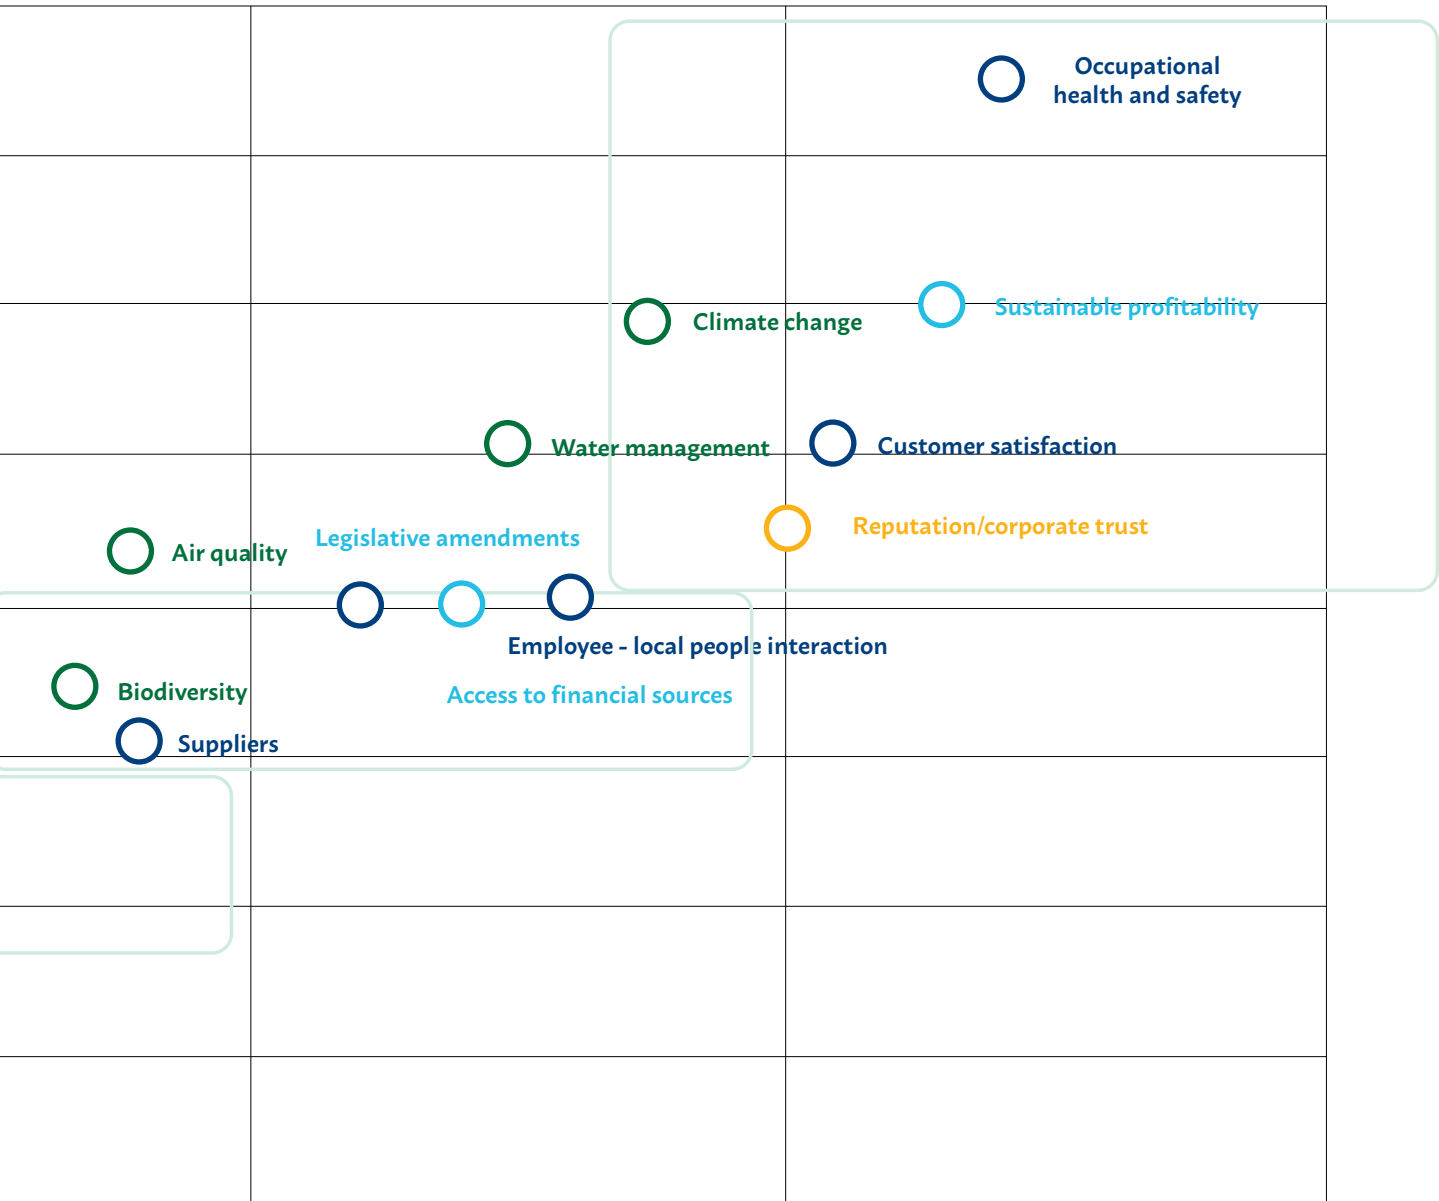 Occupational
health and safety
Sustainable profitability
Climate change
Customer satisfaction
Water management
Reputation/corporate trust
Legislative amendments
Air quality
Employee - local people interaction
Biodiversity
Access to financial sources
Suppliers